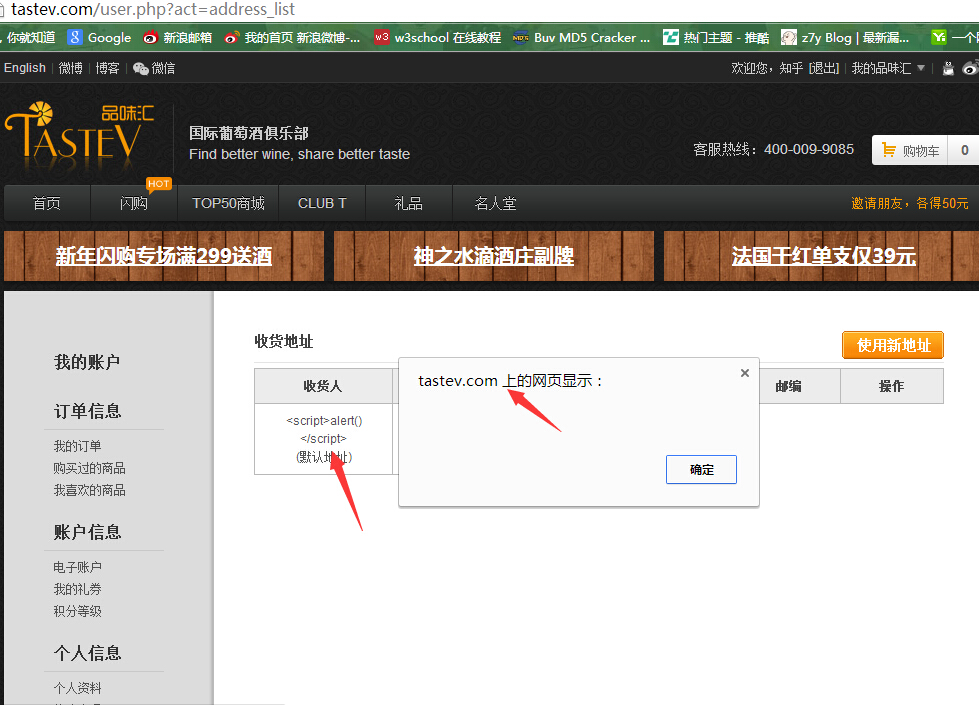 tastev.com/user.php?act=address_list
，你就知道 Google 新浪邮箱 我的首页 新浪微博-... w3 w3school 在线教程 MD5 Buv MD5 Cracker ... 热门主题 - 推酷 z7y Blog | 最新漏... 一个
English | 微博 | 博客 | 微信 欢迎您，知乎 [退出] | 我的品味汇
品味汇
TASTEV
国际葡萄酒俱乐部
Find better wine, share better taste
客服热线：400-009-9085 购物车 0
HOT
首页 闪购 TOP50商城 CLUB T 礼品 名人堂 邀请朋友，各得50元
新年闪购专场满299送酒 神之水滴酒庄副牌 法国干红单支仅39元
收货地址 使用新地址
我的账户
tastev.com 上的网页显示：
收货人 邮编 操作
订单信息
<script>alert()
</script>
(默认地址)
我的订单
购买过的商品
确定
我喜欢的商品
账户信息
电子账户
我的礼券
积分等级
个人信息
个人资料